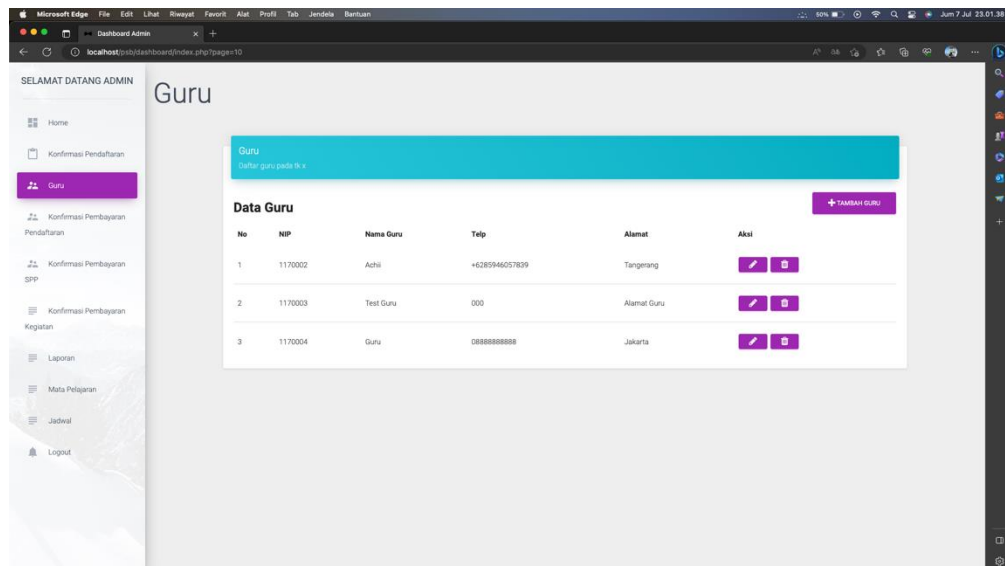 Microsoft Edge File Edit Lihat Riwayat Favorit Alat Profil Tab Jendela Bantuan 50% Jum 7 Jul 23.01.38
Dashboard Admin
localhost/psb/dashboard/index.php?page=10
SELAMAT DATANG ADMIN
Guru
Home
Konfirmasi Pendaftaran
Guru
Konfirmasi Pembayaran
Pendaftaran
Konfirmasi Pembayaran
SPP
Konfirmasi Pembayaran
Kegiatan
Laporan
Mata Pelajaran
Jadwal
Logout
Guru
Daftar guru pada tk x
Data Guru
+ TAMBAH GURU
No NIP Nama Guru Telp Alamat Aksi
1 1170002 Achii +6285946057839 Tangerang
2 1170003 Test Guru 000 Alamat Guru
3 1170004 Guru 08888888888 Jakarta